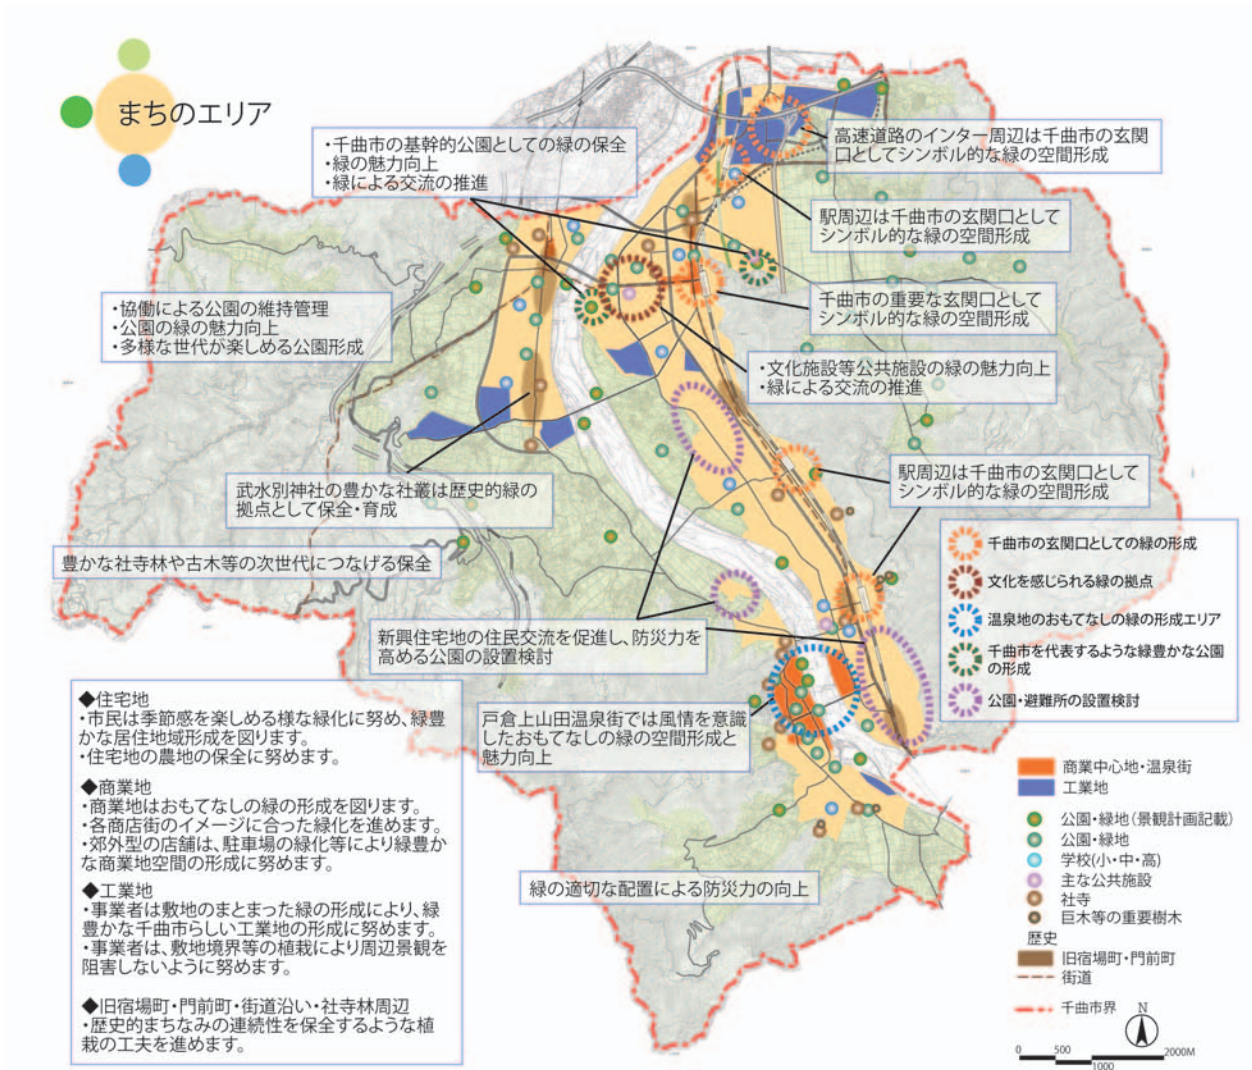 まちのエリア
・千曲市の基幹的公園としての緑の保全
・緑の魅力向上
・緑による交流の推進
高速道路のインター周辺は千曲市の玄関
口としてシンボル的な緑の空間形成
駅周辺は千曲市の玄関口として
シンボル的な緑の空間形成
千曲市の重要な玄関口として
シンボル的な緑の空間形成
・協働による公園の維持管理
・公園の緑の魅力向上
・多様な世代が楽しめる公園形成
・文化施設等公共施設の緑の魅力向上
・緑による交流の推進
駅周辺は千曲市の玄関口として
シンボル的な緑の空間形成
武水別神社の豊かな社叢は歴史的緑の
拠点として保全・育成
豊かな社寺林や古木等の次世代につなげる保全
新興住宅地の住民交流を促進し、防災力を
高める公園の設置検討
戸倉上山田温泉街では風情を意識
したおもてなしの緑の空間形成と
魅力向上
緑の適切な配置による防災力の向上
◆住宅地
・市民は季節感を楽しめる様な緑化に努め、緑豊
かな居住地域形成を図ります。
・住宅地の農地の保全に努めます。
◆商業地
・商業地はおもてなしの緑の形成を図ります。
・各商店街のイメージに合った緑化を進めます。
・郊外型の店舗は、駐車場の緑化等により緑豊か
な商業地空間の形成に努めます。
◆工業地
・事業者は敷地のまとまった緑の形成により、緑
豊かな千曲市らしい工業地の形成に努めます。
・事業者は、敷地境界等の植栽により周辺景観を
阻害しないように努めます。
◆旧宿場町・門前町・街道沿い・社寺林周辺
・歴史的まちなみの連続性を保全するような植
栽の工夫を進めます。
千曲市の玄関口としての緑の形成
文化を感じられる緑の拠点
温泉地のおもてなしの緑の形成エリア
千曲市を代表するような緑豊かな公園
の形成
公園・避難所の設置検討
商業中心地・温泉街
工業地
公園・緑地（景観計画記載）
公園・緑地
学校(小・中・高)
主な公共施設
社寺
巨木等の重要樹木
歴史
旧宿場町・門前町
街道
千曲市界
N
0 500 1000 2000M